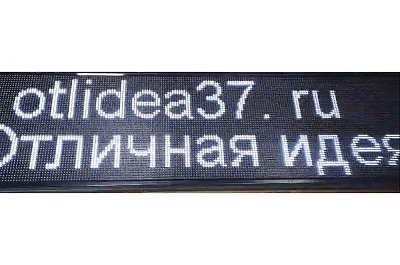 otlidea37. ru
Отличная идея